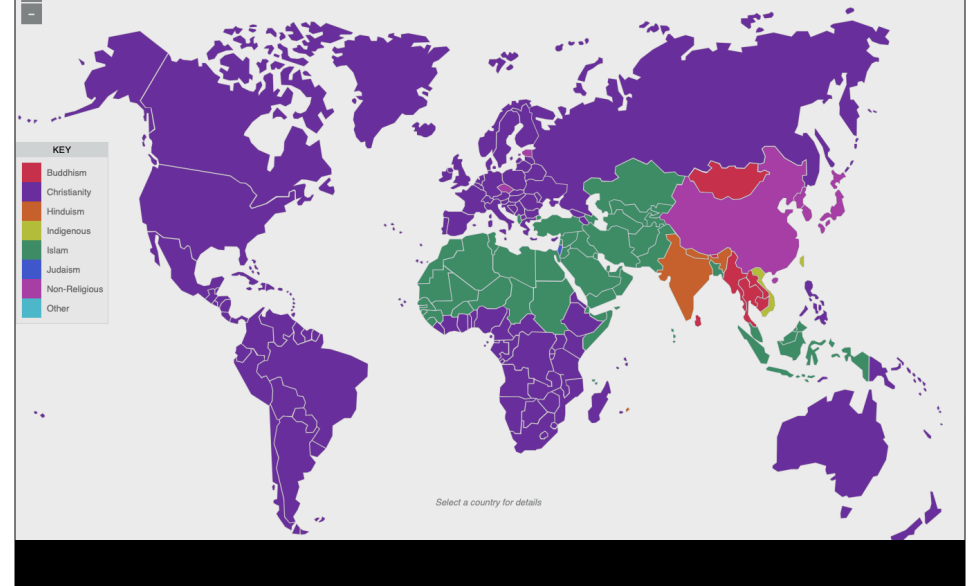 –
KEY
Buddhism
Christianity
Hinduism
Indigenous
Islam
Judaism
Non-Religious
Other
Select a country for details